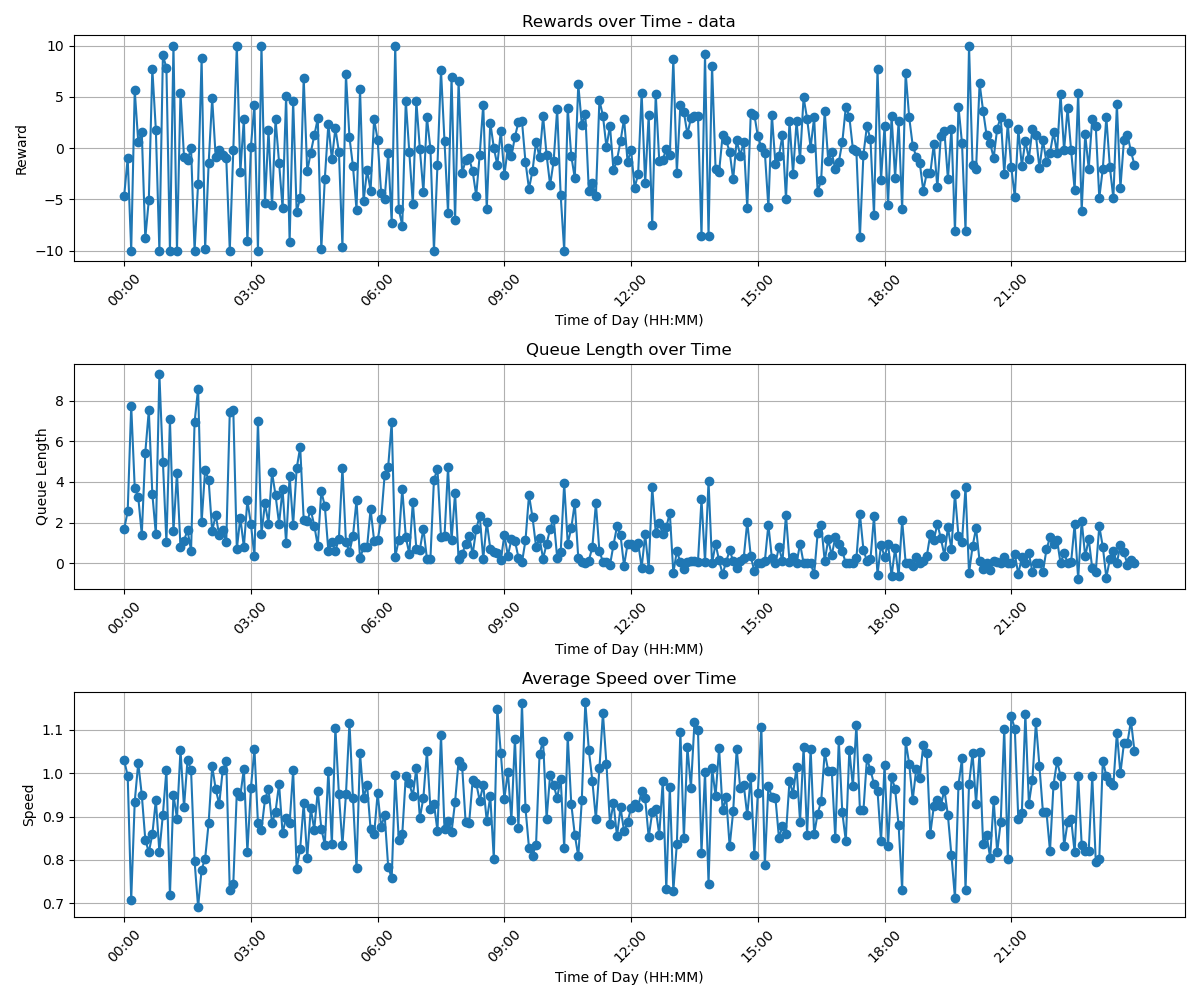 Rewards over Time - data
10
5
0
−5
−10
Reward
00:00 03:00 06:00 09:00 12:00 15:00 18:00 21:00
Time of Day (HH:MM)
Queue Length over Time
8
6
4
2
0
Queue Length
00:00 03:00 06:00 09:00 12:00 15:00 18:00 21:00
Time of Day (HH:MM)
Average Speed over Time
1.1
1.0
0.9
0.8
0.7
Speed
00:00 03:00 06:00 09:00 12:00 15:00 18:00 21:00
Time of Day (HH:MM)